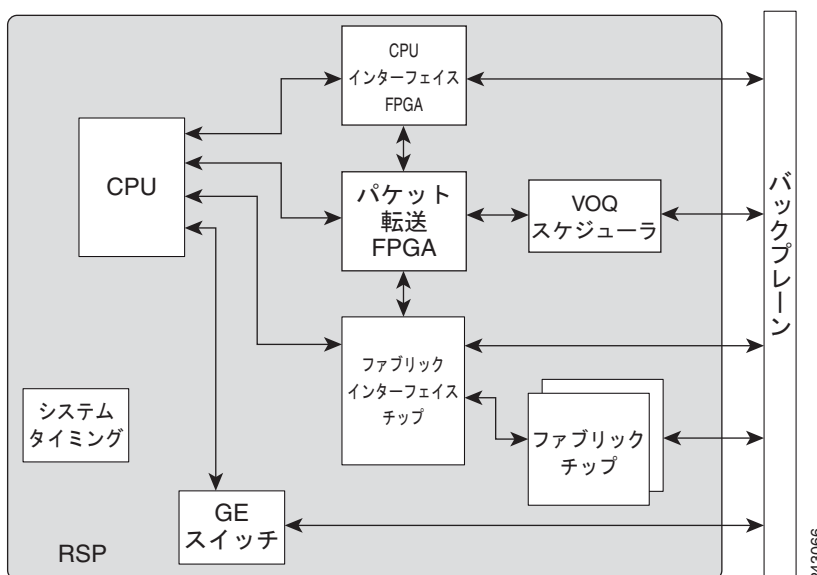 CPU
インターフェイス
FPGA
CPU
パケット
転送
FPGA
VOQ
スケジューラ
バックプレーン
ファブリック
インターフェイス
チップ
システム
タイミング
ファブリック
チップ
GE
スイッチ
RSP
243066